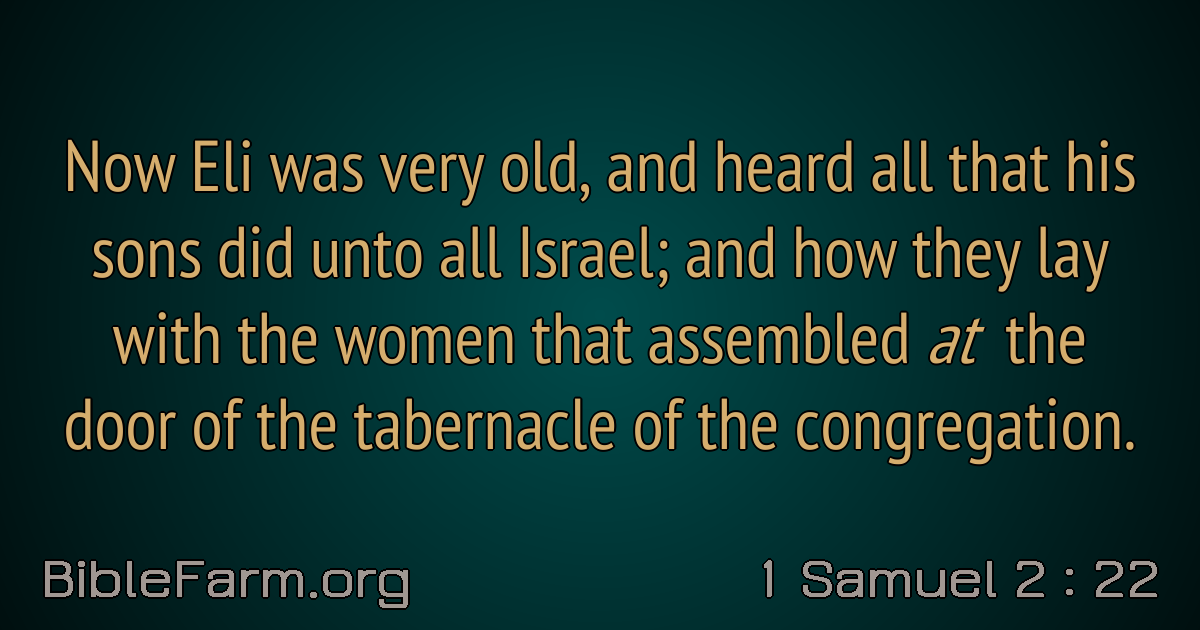 Now Eli was very old, and heard all that his
sons did unto all Israel; and how they lay
with the women that assembled at the
door of the tabernacle of the congregation.
BibleFarm.org
1 Samuel 2 : 22